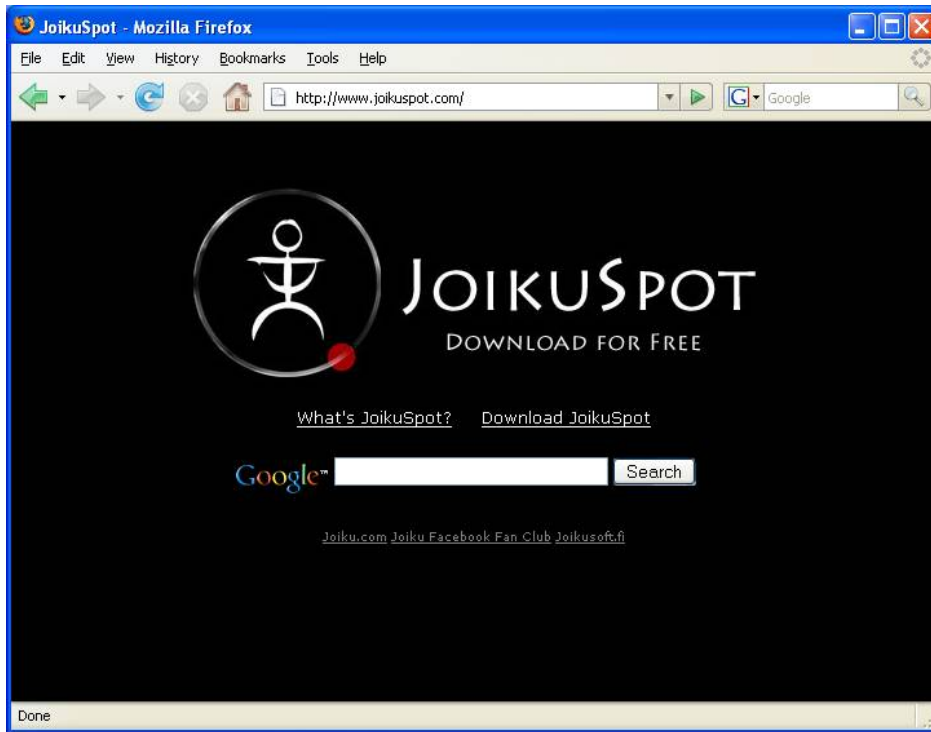 JoikuSpot - Mozilla Firefox
File Edit View History Bookmarks Tools Help
http://www.joikuspot.com/ G Google
JOIKUSPOT
DOWNLOAD FOR FREE
What's JoikuSpot? Download JoikuSpot
Google™ Search
Joiku.com Joiku Facebook Fan Club Joikusoft.fi
Done